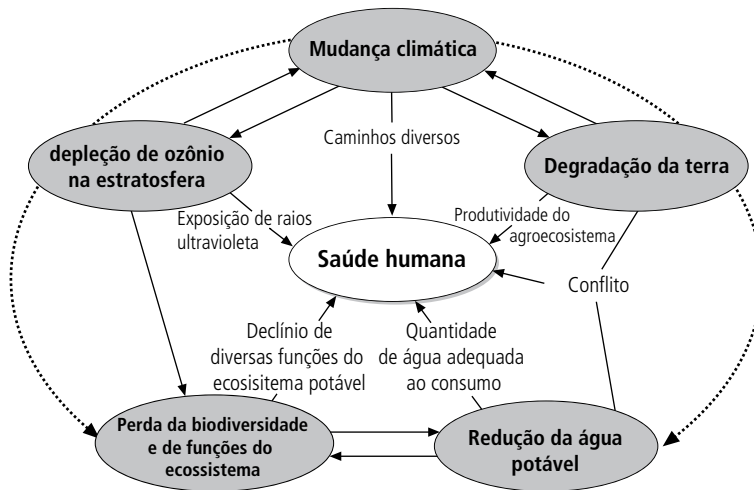 Mudança climática
Caminhos diversos
depleção de ozônio
na estratosfera
Degradação da terra
Exposição de raios
ultravioleta
Produtividade do
agroecosistema
Saúde humana
Conflito
Declínio de
diversas funções do
ecosisitema potável
Quantidade
de água adequada
ao consumo
Perda da biodiversidade
e de funções do
ecossistema
Redução da água
potável